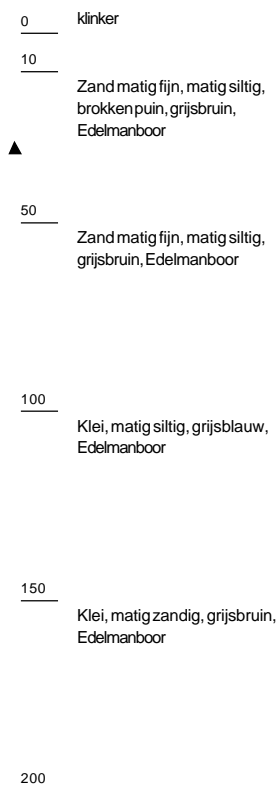 0 klinker
10
Zand matig fijn, matig siltig,
brokken puin, grijsbruin,
Edelmanboor
50
Zand matig fijn, matig siltig,
grijsbruin, Edelmanboor
100
Klei, matig siltig, grijsblauw,
Edelmanboor
150
Klei, matig zandig, grijsbruin,
Edelmanboor
200